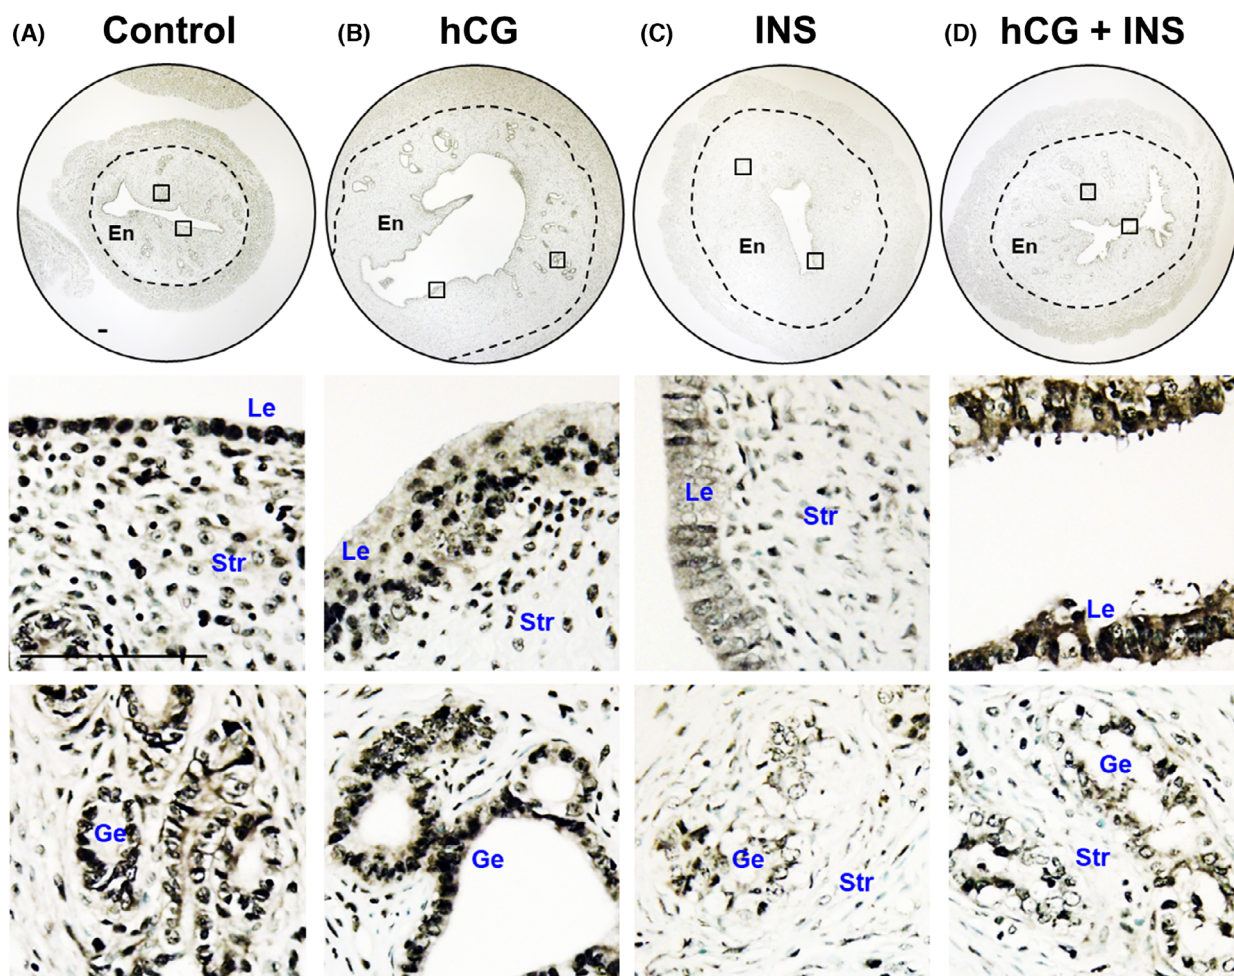 (A) Control (B) hCG (C) INS (D) hCG + INS
En En En En
Le Le Str Le Str Le
Str
Ge Ge Ge Str Ge Str